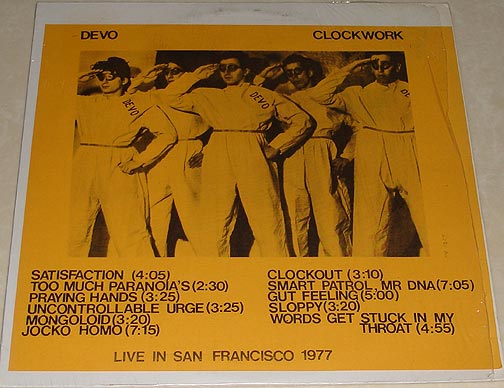 DEVO CLOCKWORK
DEVO
DEVO
SATISFACTION (4:05)
TOO MUCH PARANOIA'S (2:30)
PRAYING HANDS (3:25)
UNCONTROLLABLE URGE (3:25)
MONGOLOID (3:20)
JOCKO HOMO (7:15)
CLOCKOUT (3:10)
SMART PATROL, MR DNA (7:05)
GUT FEELING (5:00)
SLOPPY (3:20)
WORDS GET STUCK IN MY
THROAT (4:55)
LIVE IN SAN FRANCISCO 1977